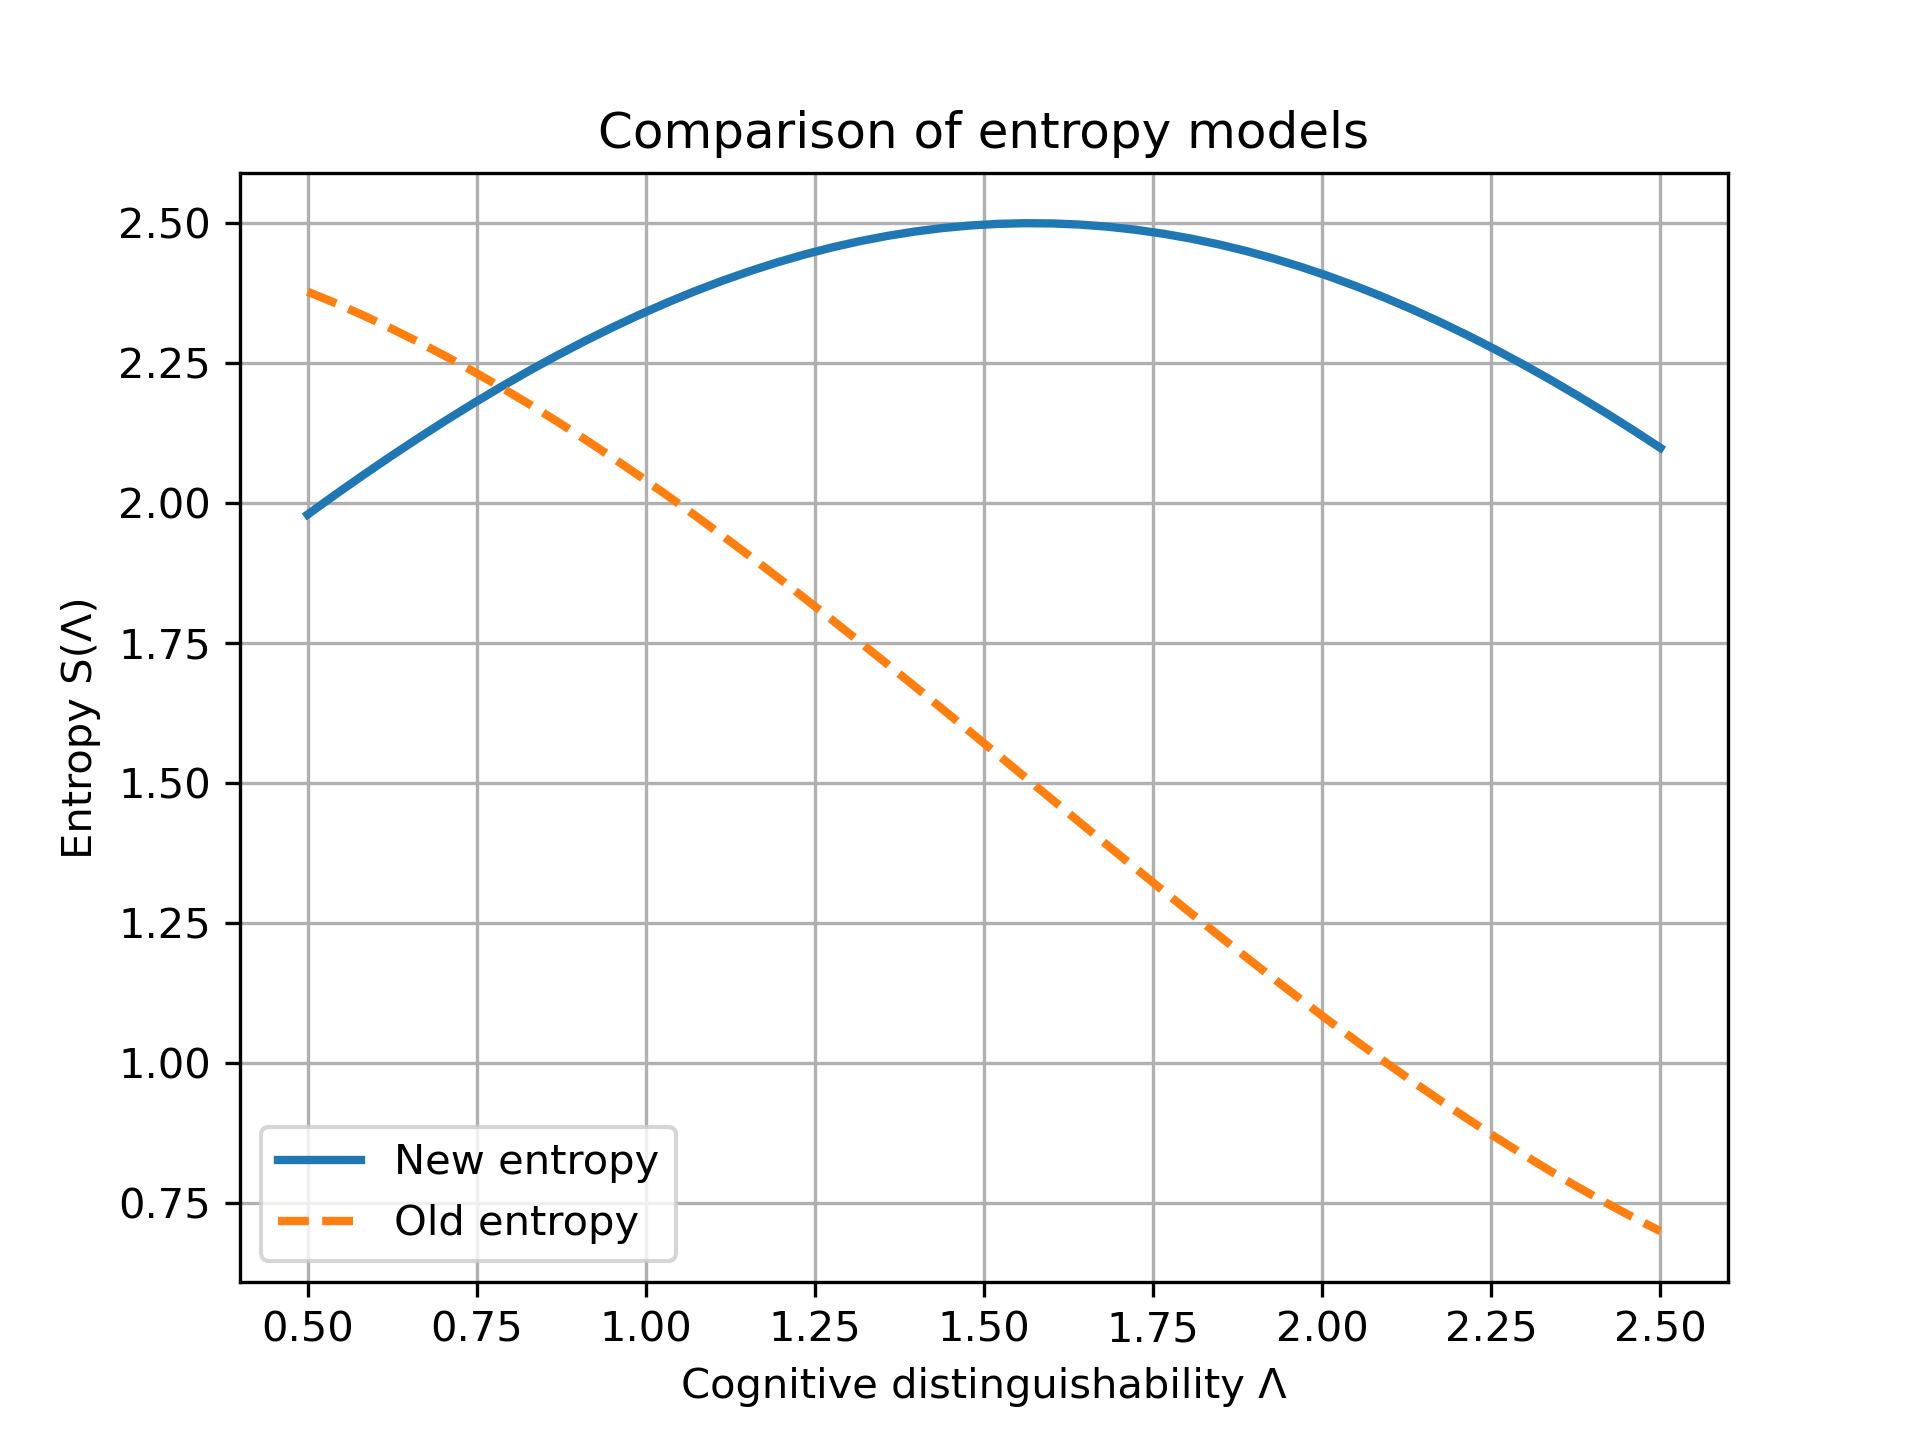 Comparison of entropy models
Entropy S(Λ)
2.50
2.25
2.00
1.75
1.50
1.25
1.00
0.75
New entropy
Old entropy
0.50 0.75 1.00 1.25 1.50 1.75 2.00 2.25 2.50
Cognitive distinguishability Λ